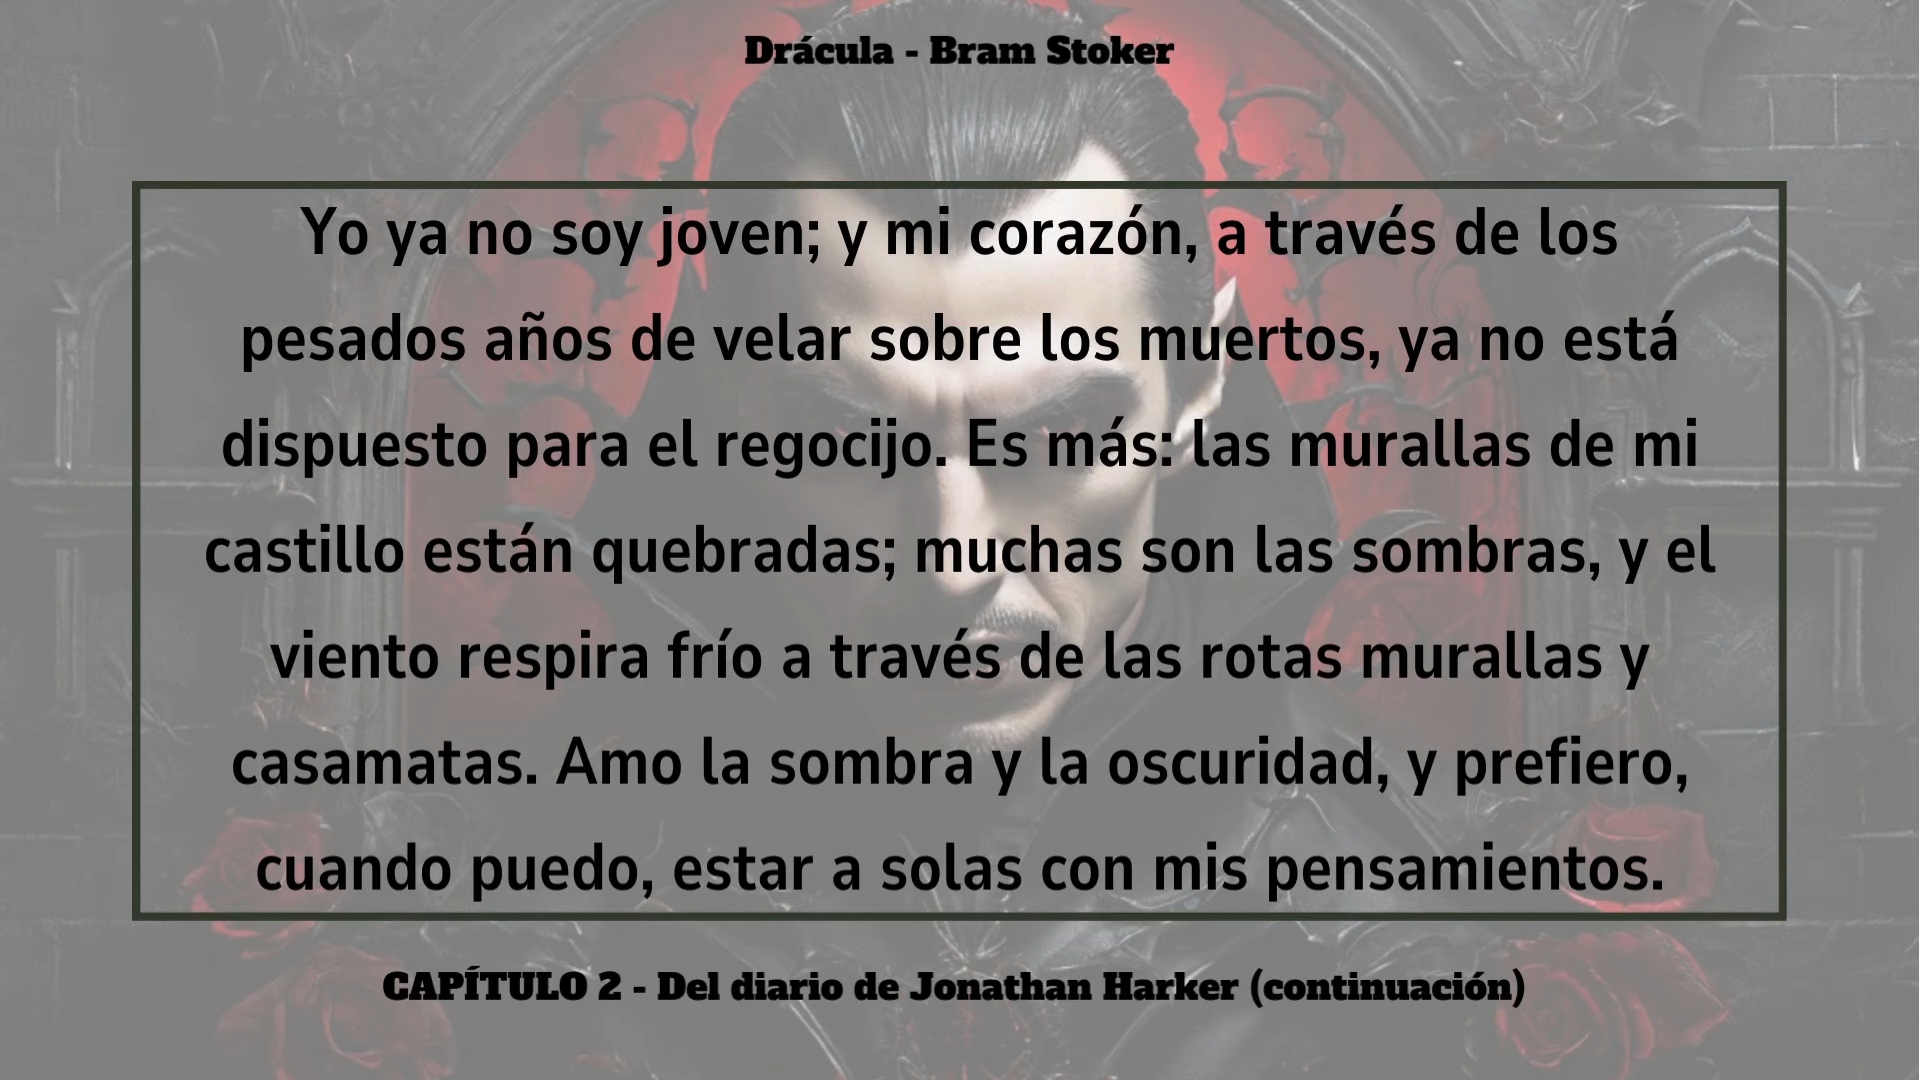 Drácula - Bram Stoker
Yo ya no soy joven; y mi corazón, a través de los
pesados años de velar sobre los muertos, ya no está
dispuesto para el regocijo. Es más: las murallas de mi
castillo están quebradas; muchas son las sombras, y el
viento respira frío a través de las rotas murallas y
casamatas. Amo la sombra y la oscuridad, y prefiero,
cuando puedo, estar a solas con mis pensamientos.
CAPÍTULO 2 - Del diario de Jonathan Harker (continuación)